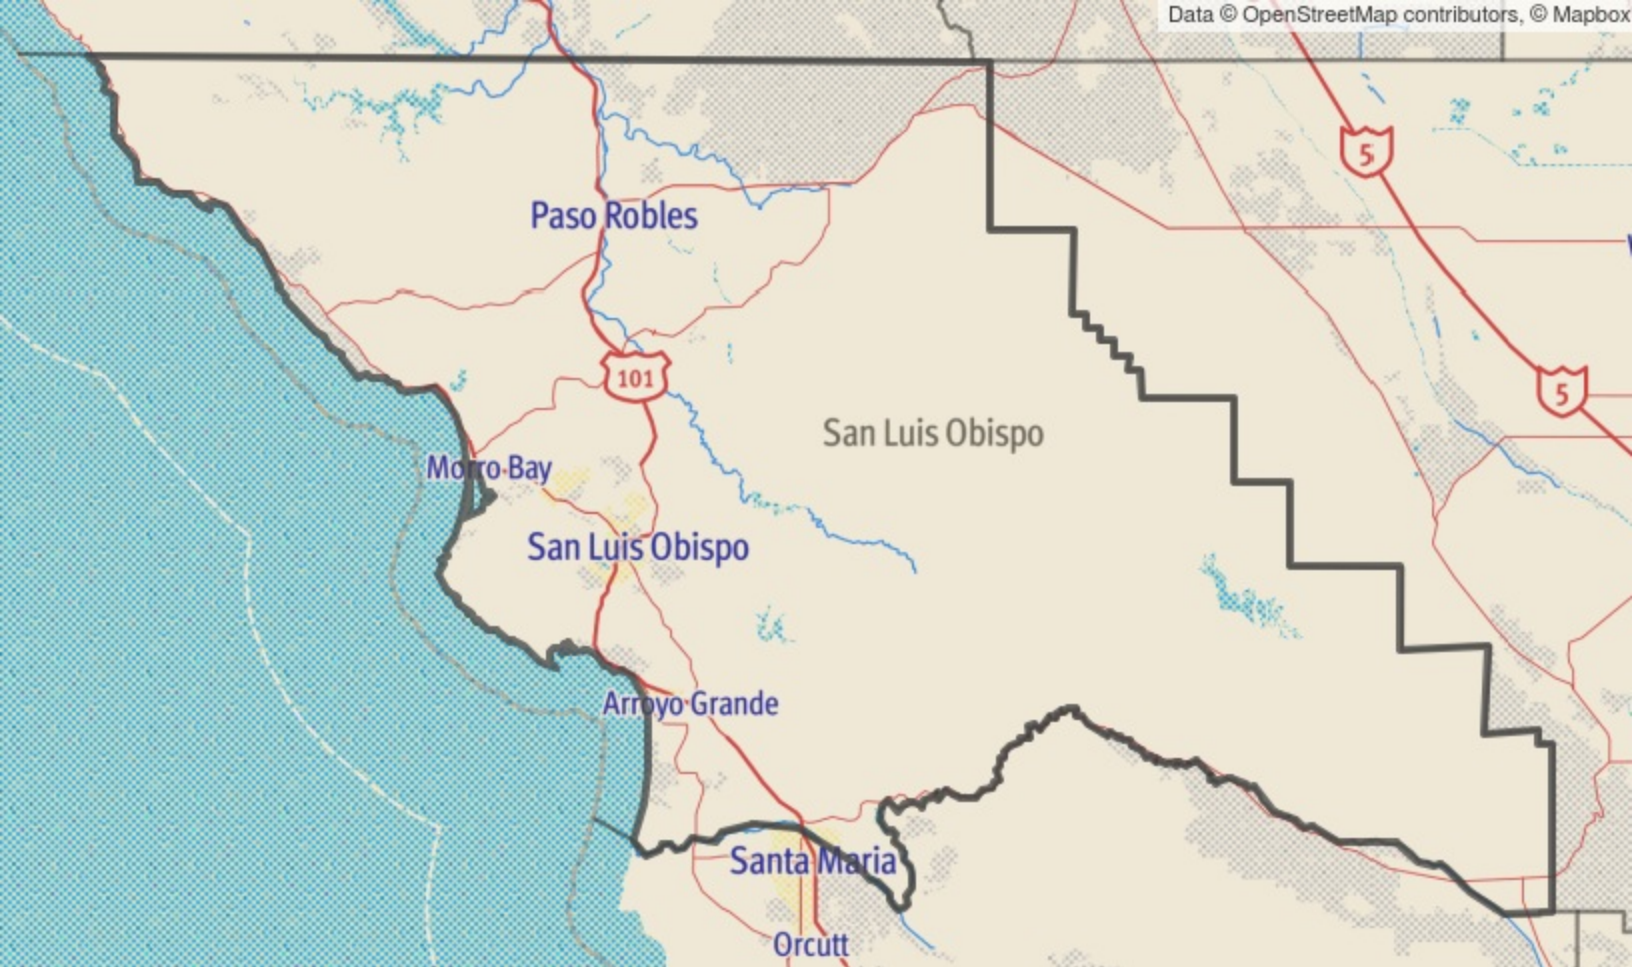 Data © OpenStreetMap contributors, © Mapbox
5
Paso Robles
101
5
San Luis Obispo
Morro Bay
San Luis Obispo
Arroyo Grande
Santa Maria
Orcutt